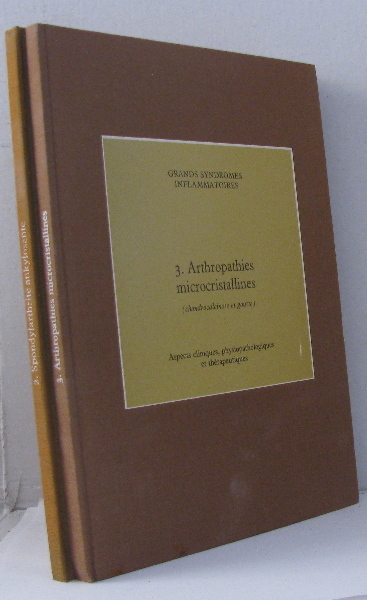 GRANDS SYNDROMES
INFLAMMATOIRES
3. Arthropathies
microcristallines
(chondrocalcinose et goutte)
Aspects cliniques, physiopathologiques
et thérapeutiques
3. Arthropathies microcristallines
2. Spondylarthrite ankylosante